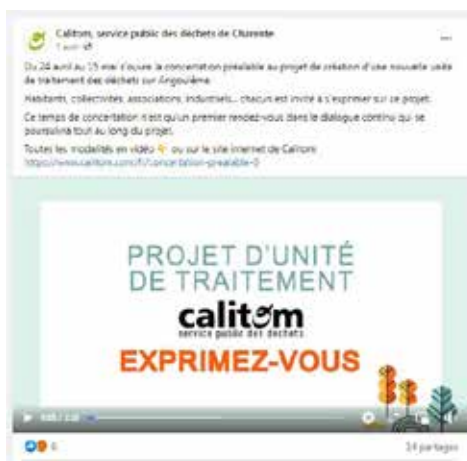 Calitom, service public des déchets de Charente
Du 24 avril au 15 mai s'ouvre la concertation préalable au projet de création d'une nouvelle unité
de traitement des déchets sur Angoulême.
Habitants, collectivités, associations, industriels... chacun est invité à s'exprimer sur ce projet.
Ce temps de concertation n'est qu'un premier rendez-vous dans le dialogue continu qui se
poursuivra tout au long du projet.
Toutes les modalités en vidéo 👇 ou sur le site internet de Calitom
PROJET D'UNITÉ
DE TRAITEMENT
calitom
service public des déchets
EXPRIMEZ-VOUS
6
14 partages